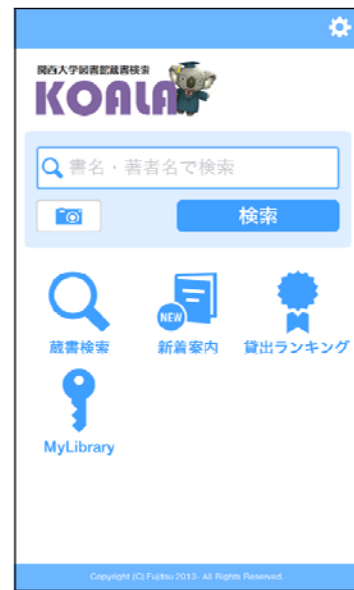 関西大学図書館蔵書検索
KOALA
書名・著者名で検索
検索
NEW
蔵書検索
新着案内
貸出ランキング
MyLibrary
Copyright (C) Fujitsu 2013- All Rights Reserved.